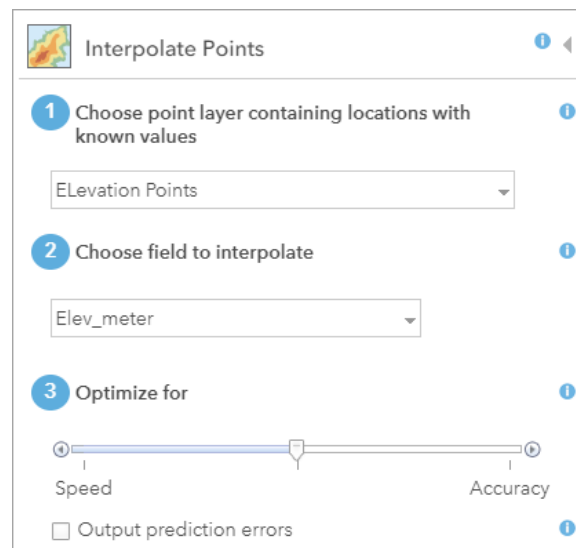 Interpolate Points
1 Choose point layer containing locations with
known values
ELevation Points
2 Choose field to interpolate
Elev_meter
3 Optimize for
Speed Accuracy
Output prediction errors